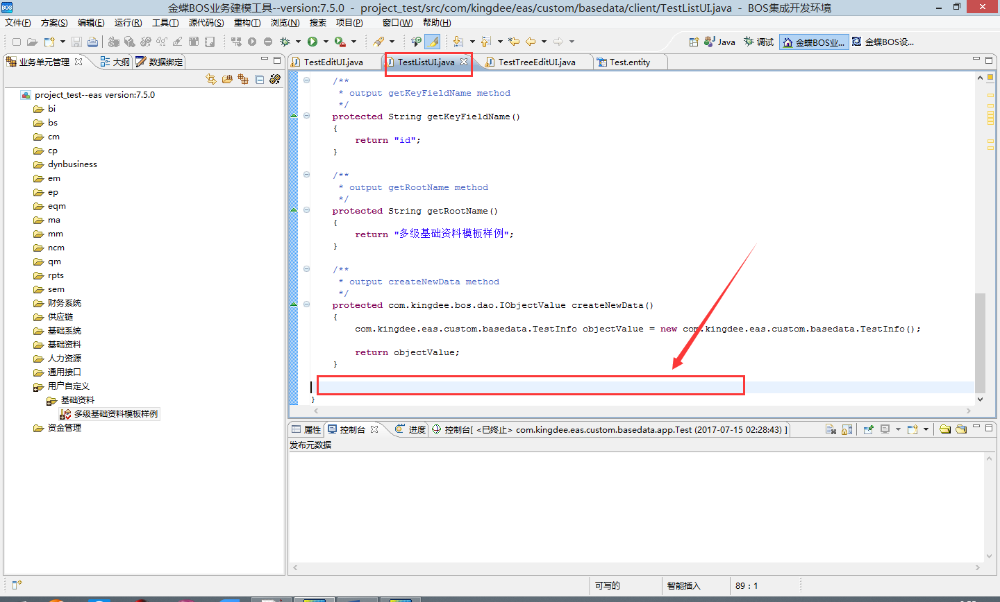 金蝶BOS业务建模工具--version:7.5.0 - project_test/src/com/kingdee/eas/custom/basedata/client/TestListUI.java - BOS集成开发环境
文件(F) 方案(S) 编辑(E) 运行(R) 工具(T) 源代码(S) 重构(T) 浏览(N) 搜索 项目(P) 窗口(W) 帮助(H)
Java 调试 金蝶BOS业... 金蝶BOS设...
业务单元管理 大纲 数据绑定
project_test--eas version:7.5.0
bi
bs
cm
cp
dynbusiness
em
ep
eqm
ma
mm
ncm
qm
rpts
sem
财务系统
供应链
基础系统
基础资料
人力资源
通用接口
用户自定义
基础资料
多级基础资料模板样例
资金管理
TestEditUI.java TestListUI.java TestTreeEditUI.java Test.entity
/**
* output getKeyFieldName method
*/
protected String getKeyFieldName()
{
return "id";
}
/**
* output getRootName method
*/
protected String getRootName()
{
return "多级基础资料模板样例";
}
/**
* output createNewData method
*/
protected com.kingdee.bos.dao.IObjectValue createNewData()
{
com.kingdee.eas.custom.basedata.TestInfo objectValue = new com.kingdee.eas.custom.basedata.TestInfo();
return objectValue;
}
}
属性 控制台 进度 控制台[ <已终止> com.kingdee.eas.custom.basedata.app.Test (2017-07-15 02:28:43) ]
发布元数据
可写的 智能插入 89 : 1